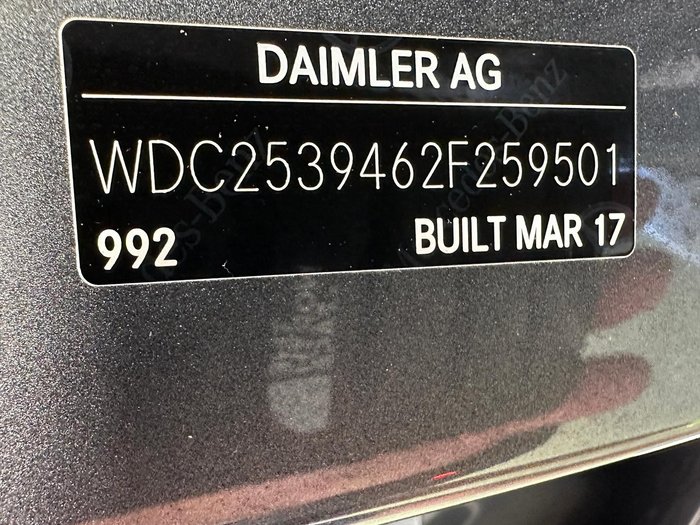 DAIMLER AG
WDC2539462F259501
992 BUILT MAR 17